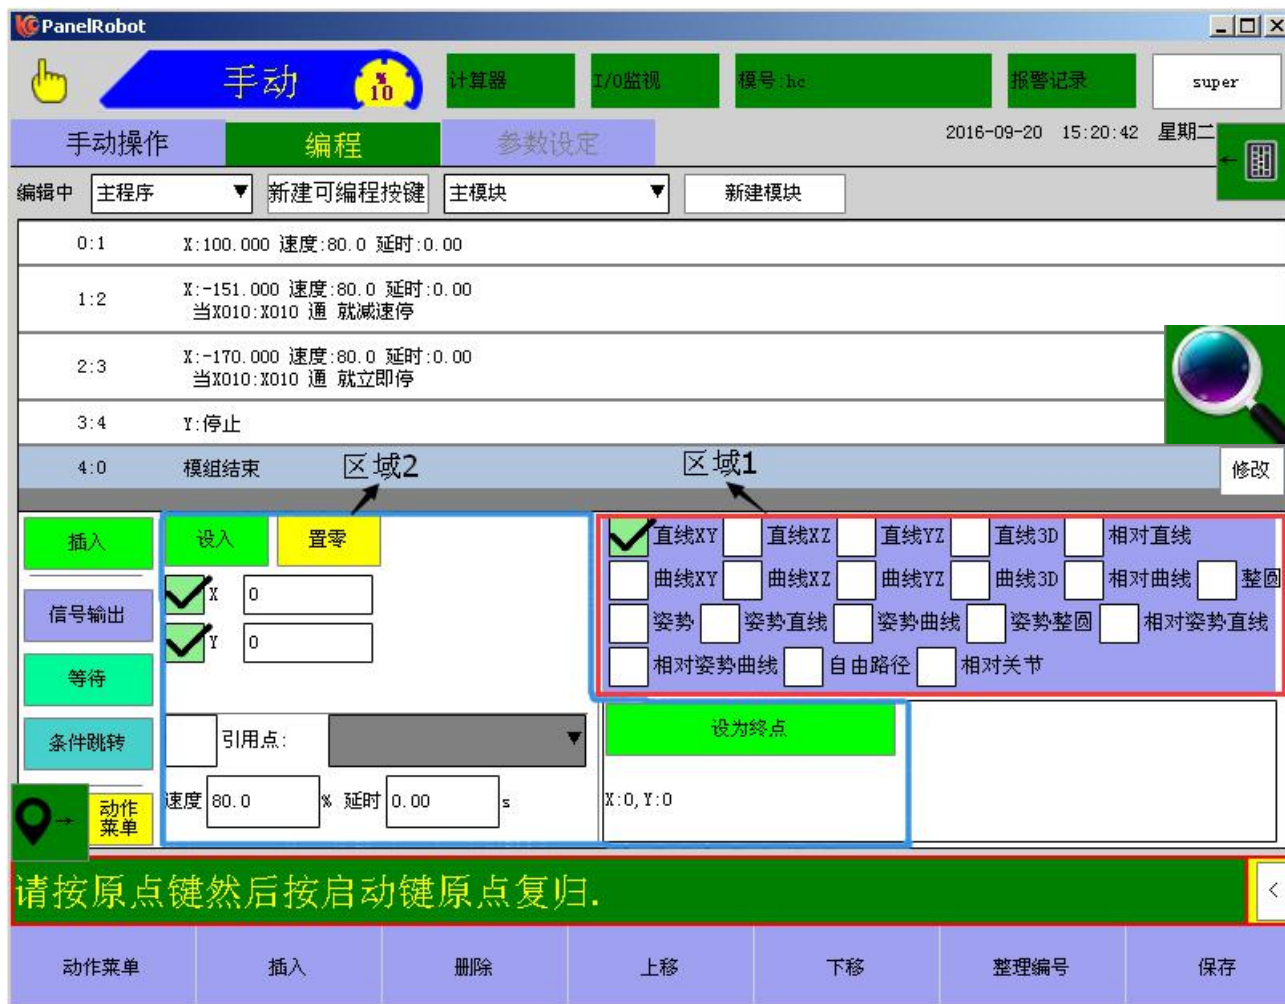 PanelRobot
手动 % 10 计算器 I/O监视 模号:hc 报警记录 super
手动操作 编程 参数设定 2016-09-20 15:20:42 星期二
编辑中 主程序 新建可编程按键 主模块 新建模块
0:1 X:100.000 速度:80.0 延时:0.00
1:2 X:-151.000 速度:80.0 延时:0.00
当X010:X010 通 就减速停
2:3 X:-170.000 速度:80.0 延时:0.00
当X010:X010 通 就立即停
3:4 Y:停止
4:0 模组结束 区域2 区域1 修改
插入 设入 置零 直线XY 直线XZ 直线YZ 直线3D 相对直线
X 0 曲线XY 曲线XZ 曲线YZ 曲线3D 相对曲线 整圆
信号输出 Y 0 姿势 姿势直线 姿势曲线 姿势整圆 相对姿势直线
等待 相对姿势曲线 自由路径 相对关节
条件跳转 引用点: 设为终点
动作菜单 速度 80.0 % 延时 0.00 s X:0,Y:0
请按原点键然后按启动键原点复归. <
动作菜单 插入 删除 上移 下移 整理编号 保存